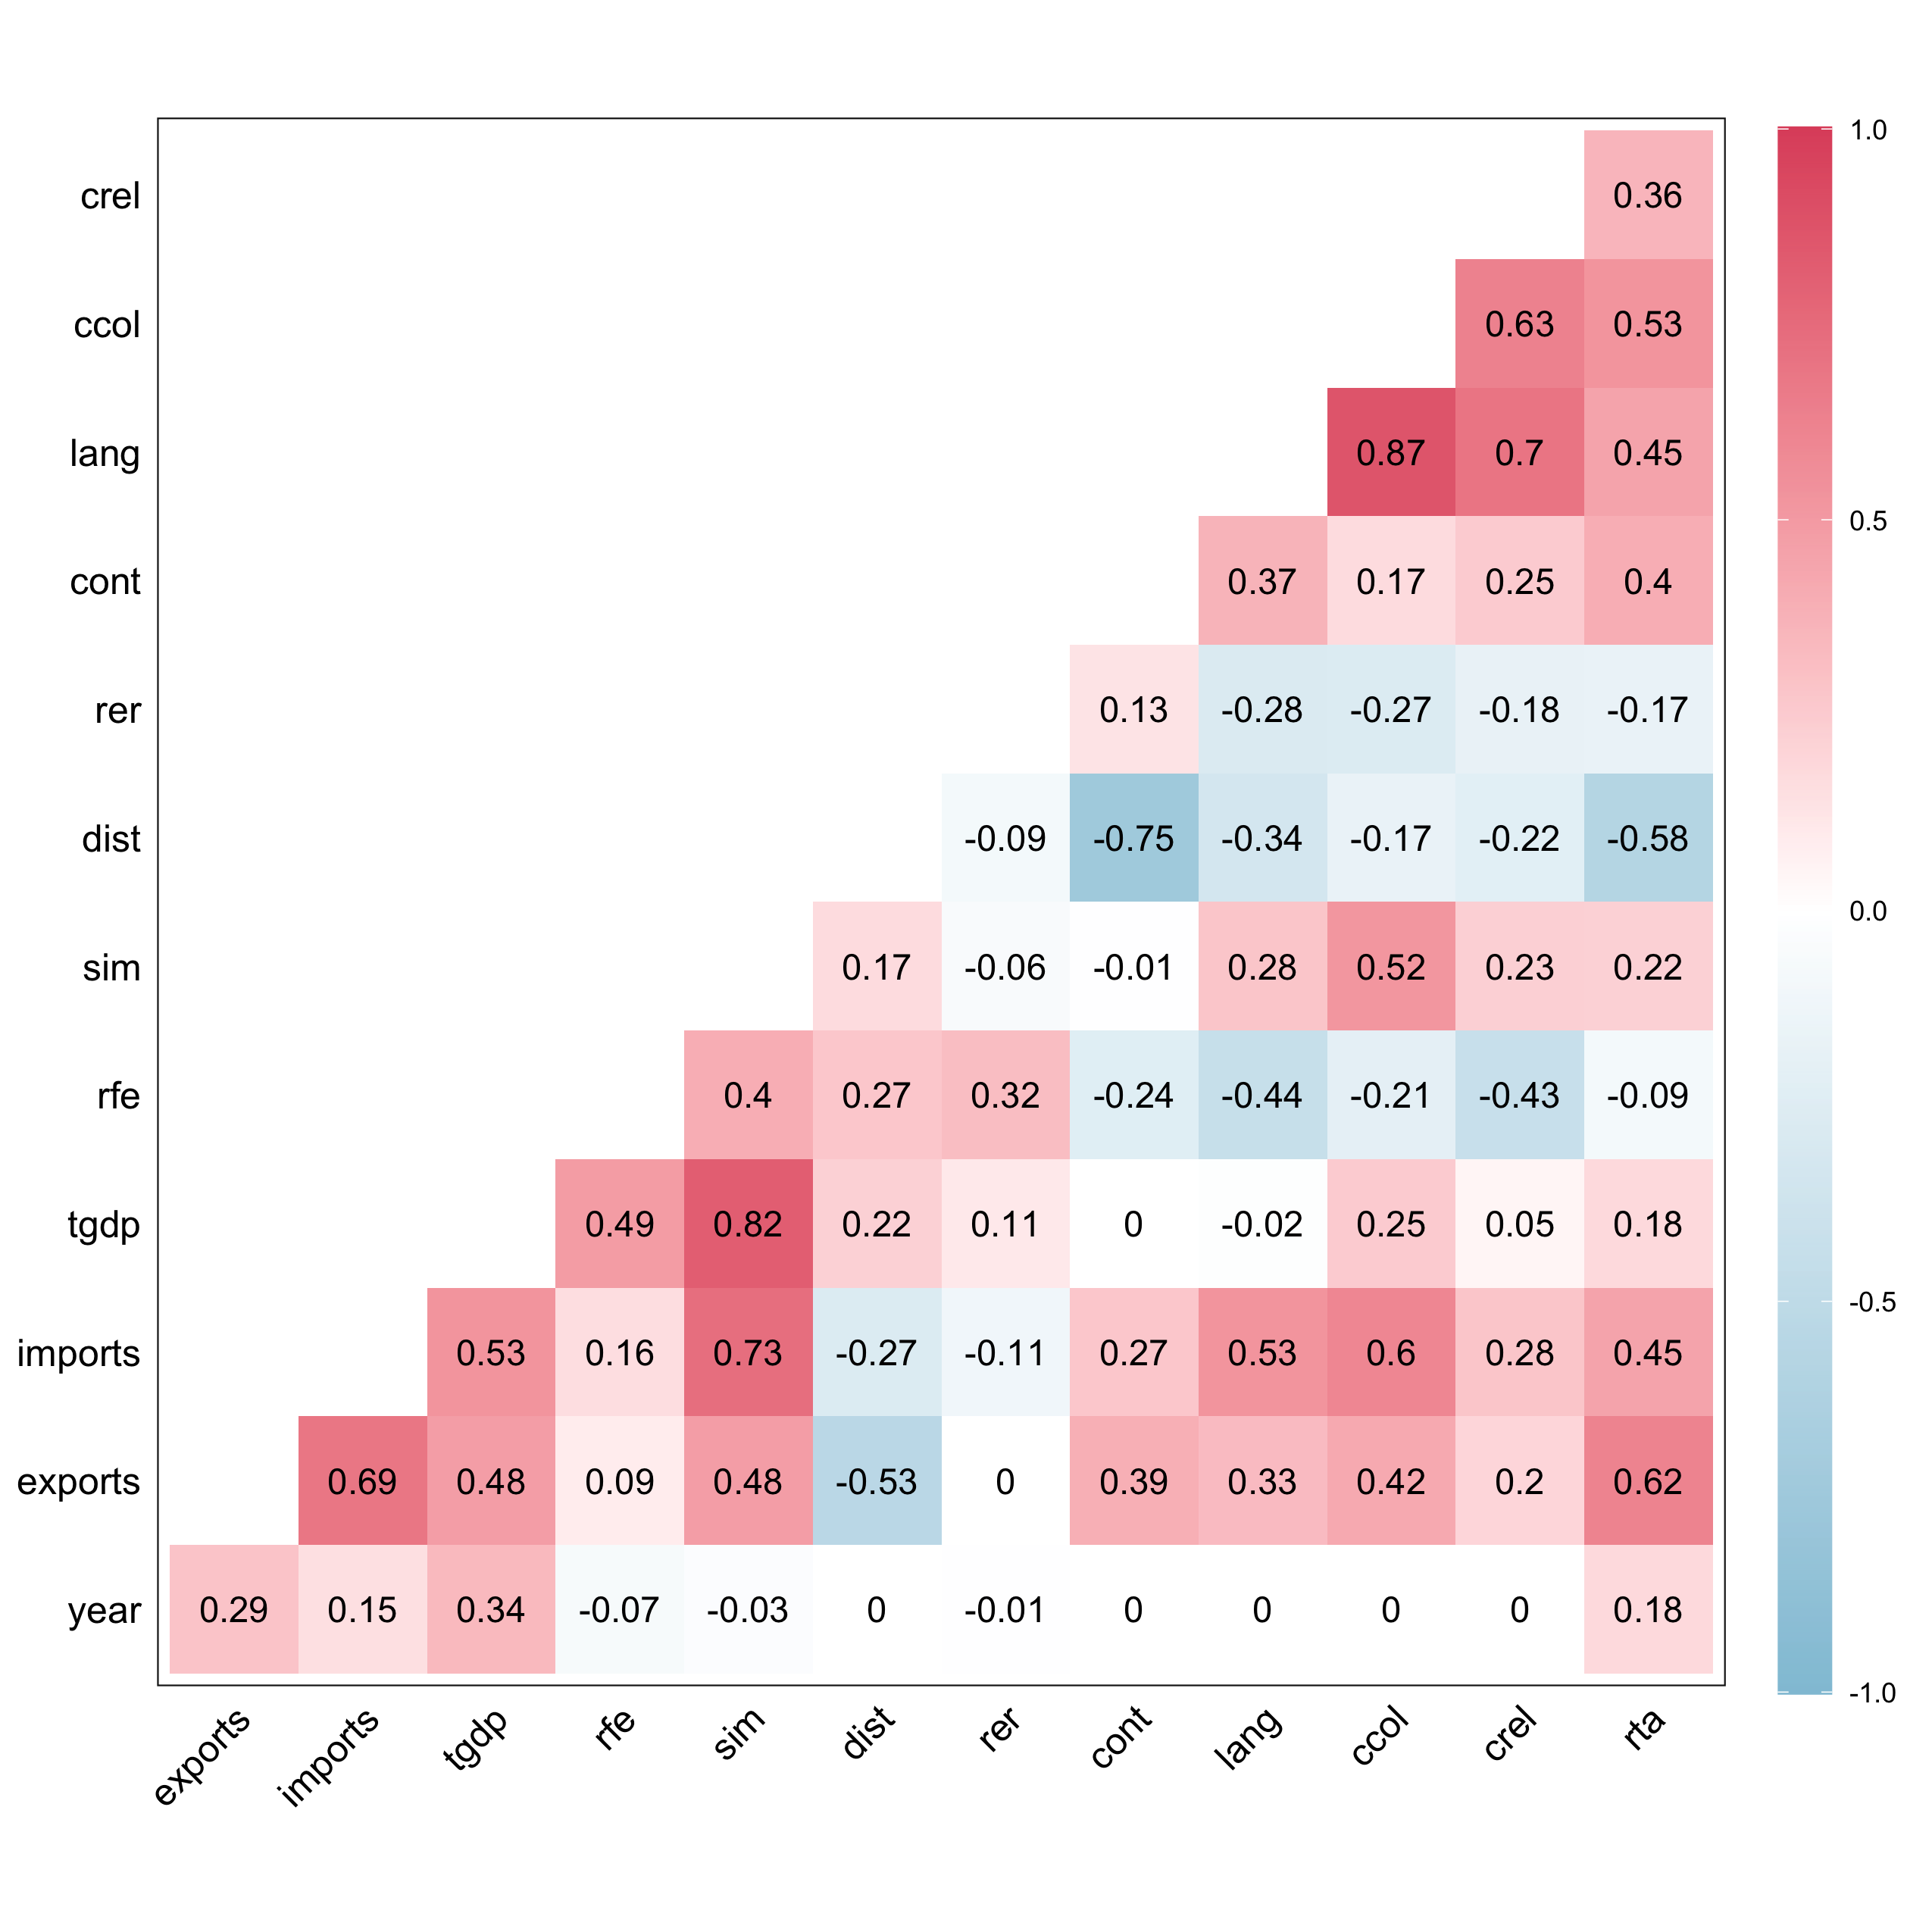 1.0
crel 0.36
ccol 0.63 0.53
lang 0.87 0.7 0.45
0.5
cont 0.37 0.17 0.25 0.4
rer 0.13 -0.28 -0.27 -0.18 -0.17
dist -0.09 -0.75 -0.34 -0.17 -0.22 -0.58
0.0
sim 0.17 -0.06 -0.01 0.28 0.52 0.23 0.22
rfe 0.4 0.27 0.32 -0.24 -0.44 -0.21 -0.43 -0.09
tgdp 0.49 0.82 0.22 0.11 0 -0.02 0.25 0.05 0.18
-0.5
imports 0.53 0.16 0.73 -0.27 -0.11 0.27 0.53 0.6 0.28 0.45
exports 0.69 0.48 0.09 0.48 -0.53 0 0.39 0.33 0.42 0.2 0.62
year 0.29 0.15 0.34 -0.07 -0.03 0 -0.01 0 0 0 0 0.18
-1.0
exports imports tgdp rfe sim dist rer cont lang ccol crel rta